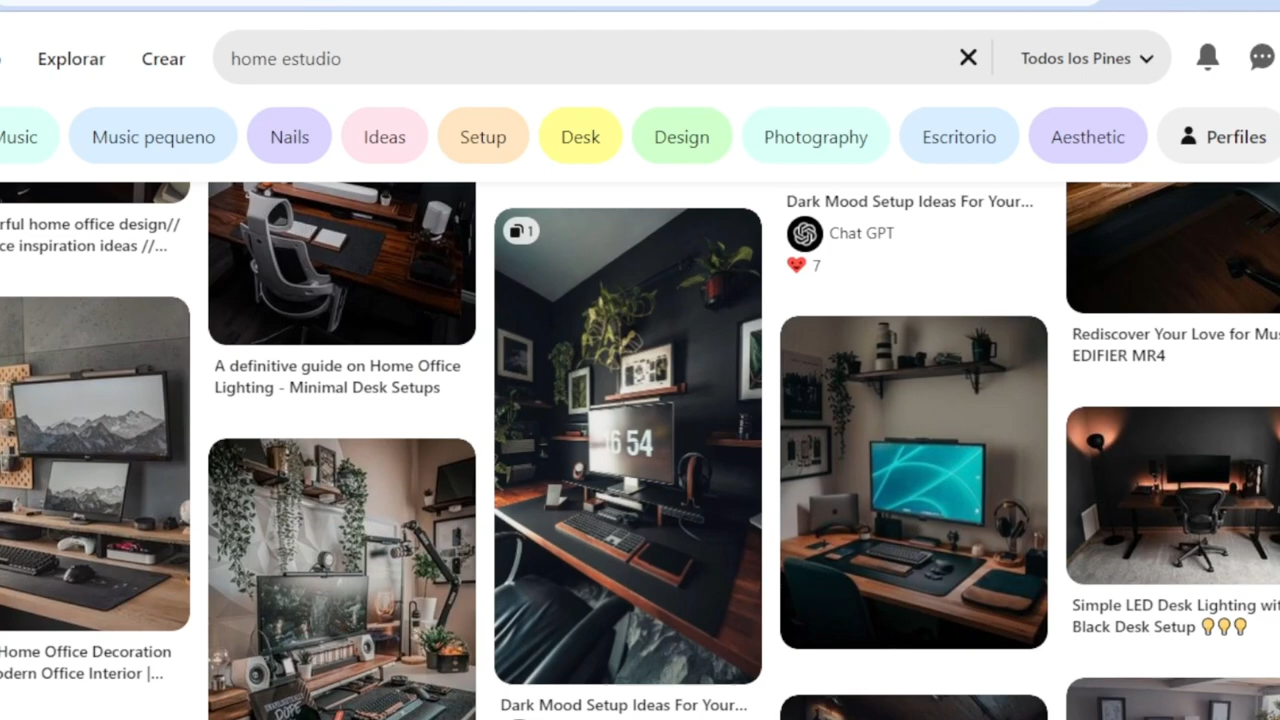 Explorar
Crear
home estudio
Todos los Pines
Music pequeno
Nails
Ideas
Setup
Desk
Design
Photography
Escritorio
Aesthetic
Perfiles
rful home office design//
ce inspiration ideas //...
A definitive guide on Home Office
Lighting - Minimal Desk Setups
1
16 54
Dark Mood Setup Ideas For Your...
Chat GPT
7
Rediscover Your Love for Mus
EDIFIER MR4
Home Office Decoration
odern Office Interior |...
Dark Mood Setup Ideas For Your...
Simple LED Desk Lighting wit
Black Desk Setup 💡💡💡